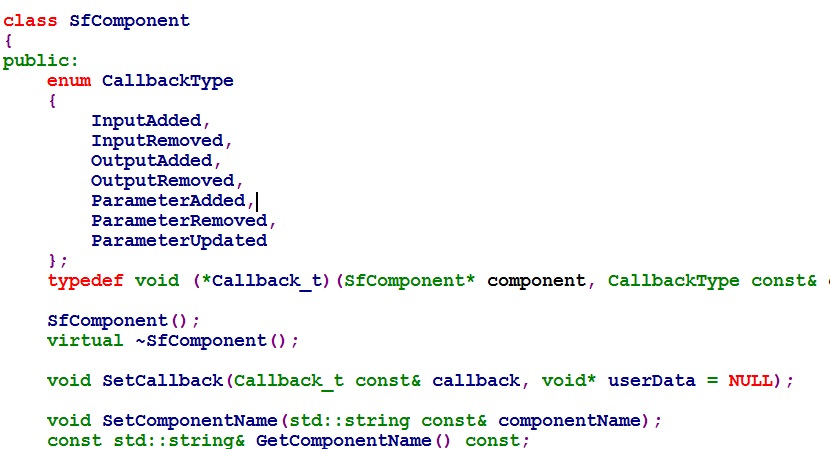 class SfComponent
{
public:
    enum CallbackType
    {
        InputAdded,
        InputRemoved,
        OutputAdded,
        OutputRemoved,
        ParameterAdded,
        ParameterRemoved,
        ParameterUpdated
    };
    typedef void (*Callback_t)(SfComponent* component, CallbackType const&
    SfComponent();
    virtual ~SfComponent();
    void SetCallback(Callback_t const& callback, void* userData = NULL);
    void SetComponentName(std::string const& componentName);
    const std::string& GetComponentName() const;